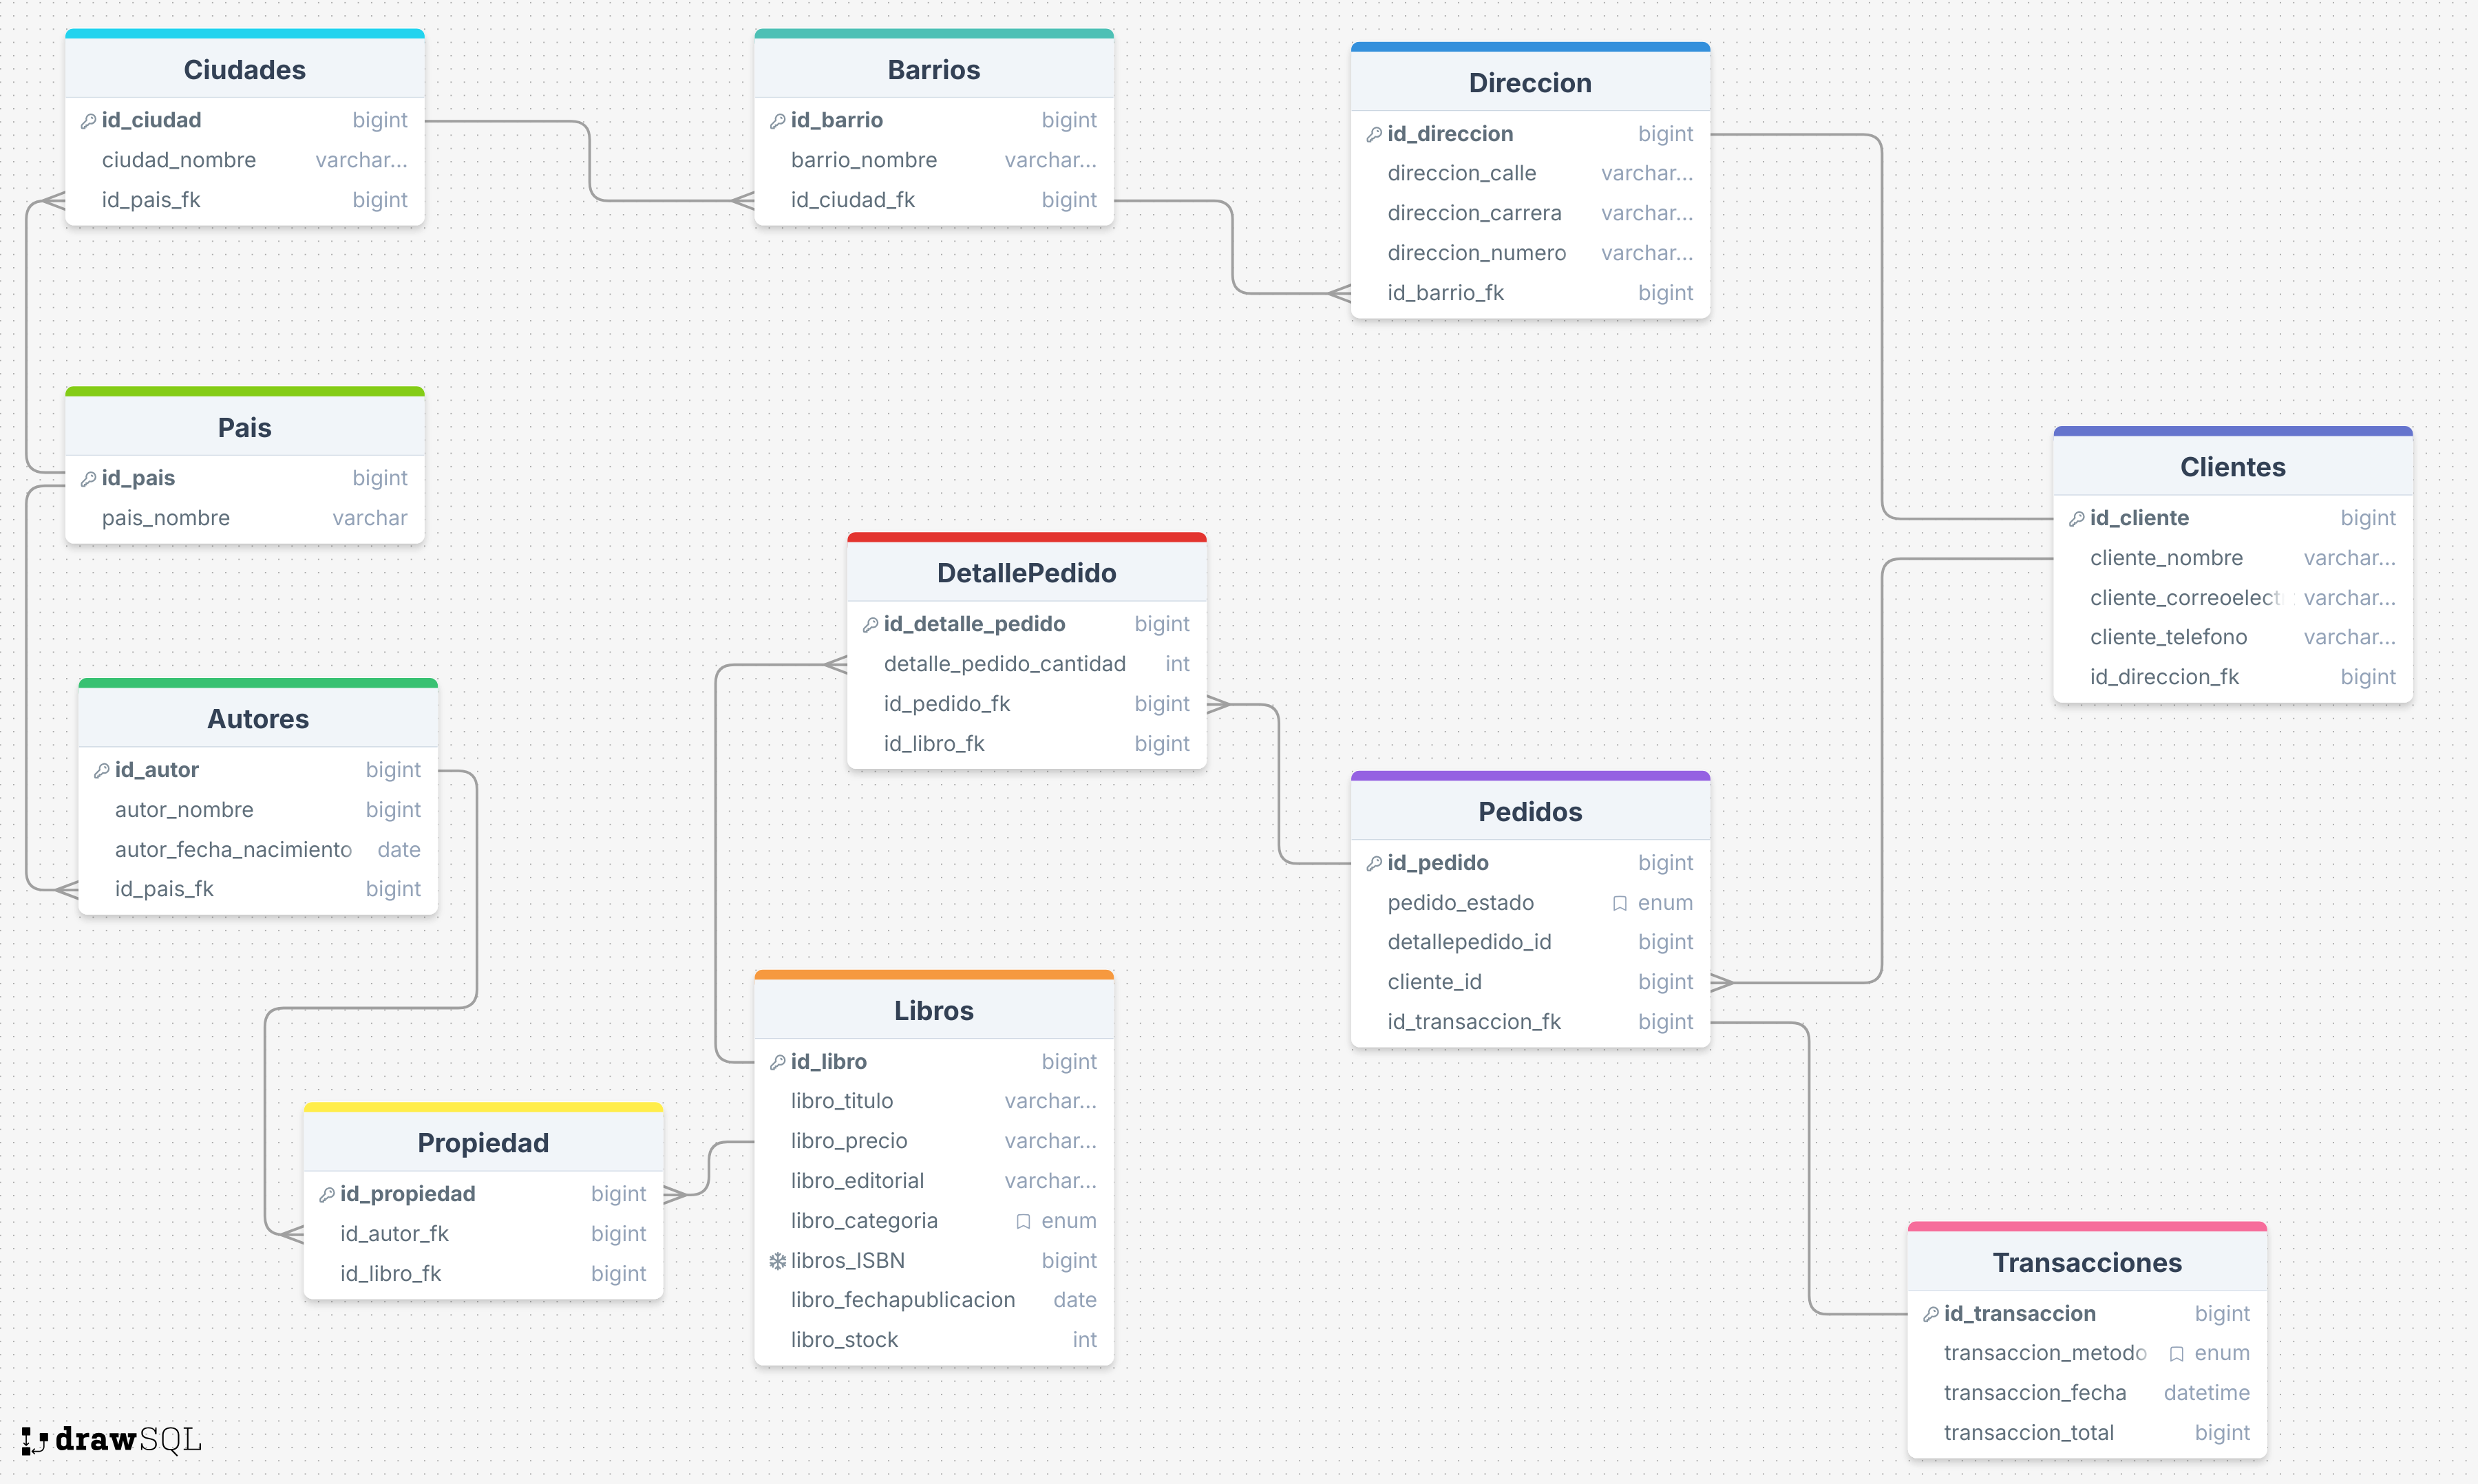 Ciudades
id_ciudad bigint
ciudad_nombre varchar...
id_pais_fk bigint
Barrios
id_barrio bigint
barrio_nombre varchar...
id_ciudad_fk bigint
Direccion
id_direccion bigint
direccion_calle varchar...
direccion_carrera varchar...
direccion_numero varchar...
id_barrio_fk bigint
Pais
id_pais bigint
pais_nombre varchar
Clientes
id_cliente bigint
cliente_nombre varchar...
cliente_correoelect varchar...
cliente_telefono varchar...
id_direccion_fk bigint
DetallePedido
id_detalle_pedido bigint
detalle_pedido_cantidad int
id_pedido_fk bigint
id_libro_fk bigint
Autores
id_autor bigint
autor_nombre bigint
autor_fecha_nacimiento date
id_pais_fk bigint
Pedidos
id_pedido bigint
pedido_estado enum
detallepedido_id bigint
cliente_id bigint
id_transaccion_fk bigint
Libros
id_libro bigint
libro_titulo varchar...
libro_precio varchar...
libro_editorial varchar...
libro_categoria enum
libros_ISBN bigint
libro_fechapublicacion date
libro_stock int
Propiedad
id_propiedad bigint
id_autor_fk bigint
id_libro_fk bigint
Transacciones
id_transaccion bigint
transaccion_metodo enum
transaccion_fecha datetime
transaccion_total bigint
drawSQL